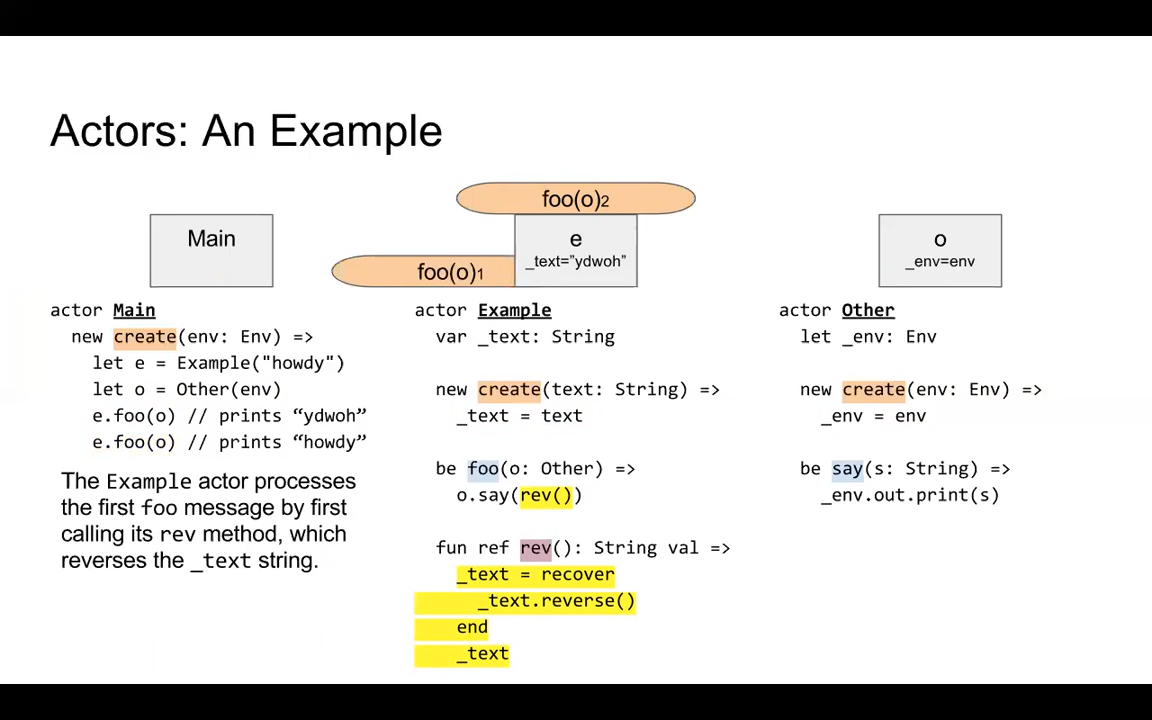 Actors: An Example
foo(o)2
Main
e
_text="ydwoh"
o
_env=env
foo(o)1
actor Main
new create(env: Env) =>
let e = Example("howdy")
let o = Other(env)
e.foo(o) // prints “ydwoh”
e.foo(o) // prints “howdy”
The Example actor processes
the first foo message by first
calling its rev method, which
reverses the _text string.
actor Example
var _text: String
new create(text: String) =>
_text = text
be foo(o: Other) =>
o.say(rev())
fun ref rev(): String val =>
_text = recover
_text.reverse()
end
_text
actor Other
let _env: Env
new create(env: Env) =>
_env = env
be say(s: String) =>
_env.out.print(s)